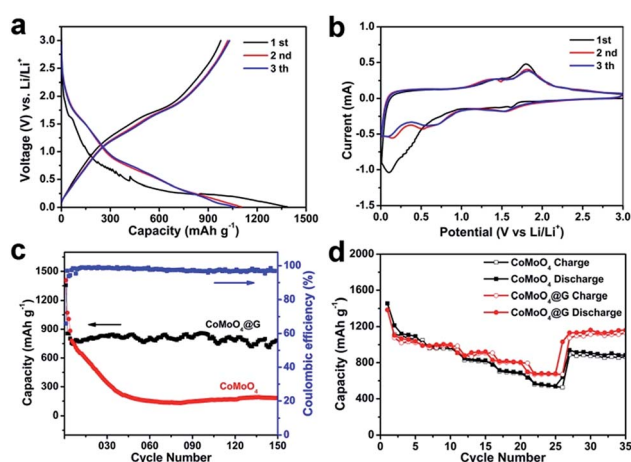 a
3.0
2.5
2.0
1.5
1.0
0.5
0.0
Voltage (V) vs. Li/Li⁺
1 st
2 nd
3 th
0 300 600 900 1200 1500
Capacity (mAh g⁻¹)
b
1.0
0.5
0.0
0.5
-1.0
-1.5
Current (mA)
1st
2 nd
3 th
0.0 0.5 1.0 1.5 2.0 2.5 3.0
Potential (V vs Li/Li⁺)
c
1500
1200
900
600
300
0
Capacity (mAh g⁻¹)
CoMoO₄@G
CoMoO₄
100
80
60
40
20
0
Coulombic efficiency (%)
0 50 100 150
Cycle Number
d
2000
1600
1200
800
400
0
Capacity (mAh g⁻¹)
CoMoO₄ Charge
CoMoO₄ Discharge
CoMoO₄@G Charge
CoMoO₄@G Discharge
0 5 10 15 20 25 30 35
Cycle Number